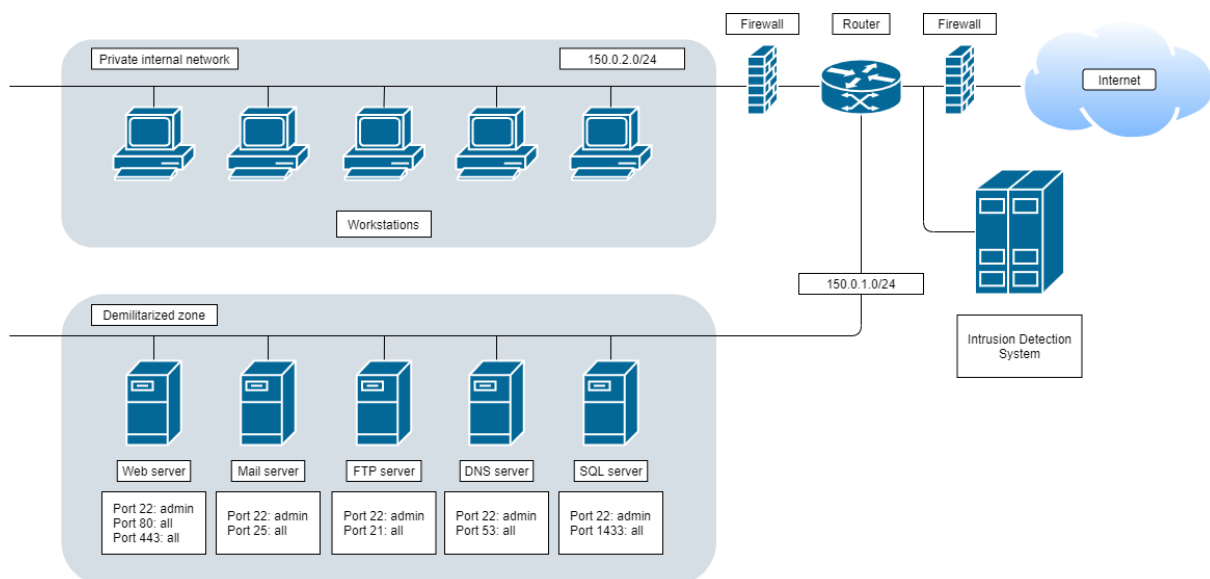 Firewall
Router
Firewall
Private internal network
150.0.2.0/24
Internet
Workstations
150.0.1.0/24
Demilitarized zone
Intrusion Detection
System
Web server
Mail server
FTP server
DNS server
SQL server
Port 22: admin
Port 80: all
Port 443: all
Port 22: admin
Port 25: all
Port 22: admin
Port 21: all
Port 22: admin
Port 53: all
Port 22: admin
Port 1433: all